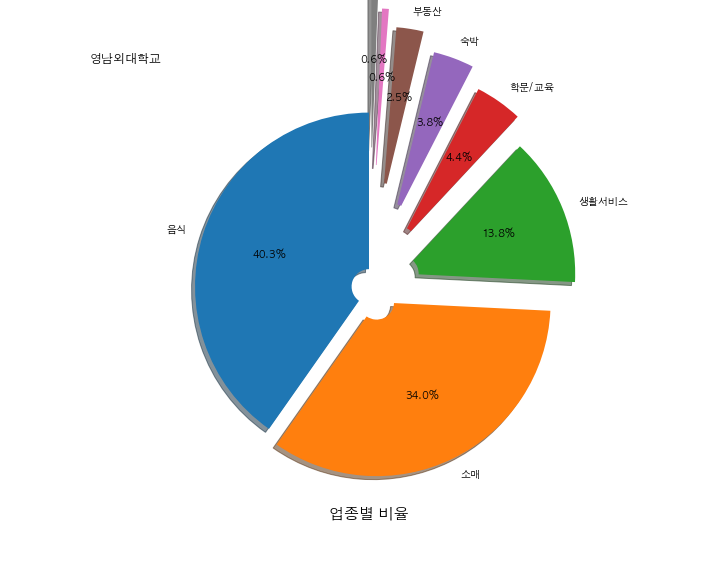 부동산
숙박
영남외대학교
0.6%
0.6%
학문/교육
2.5%
3.8%
4.4%
생활서비스
음식
13.8%
40.3%
34.0%
소매
업종별 비율